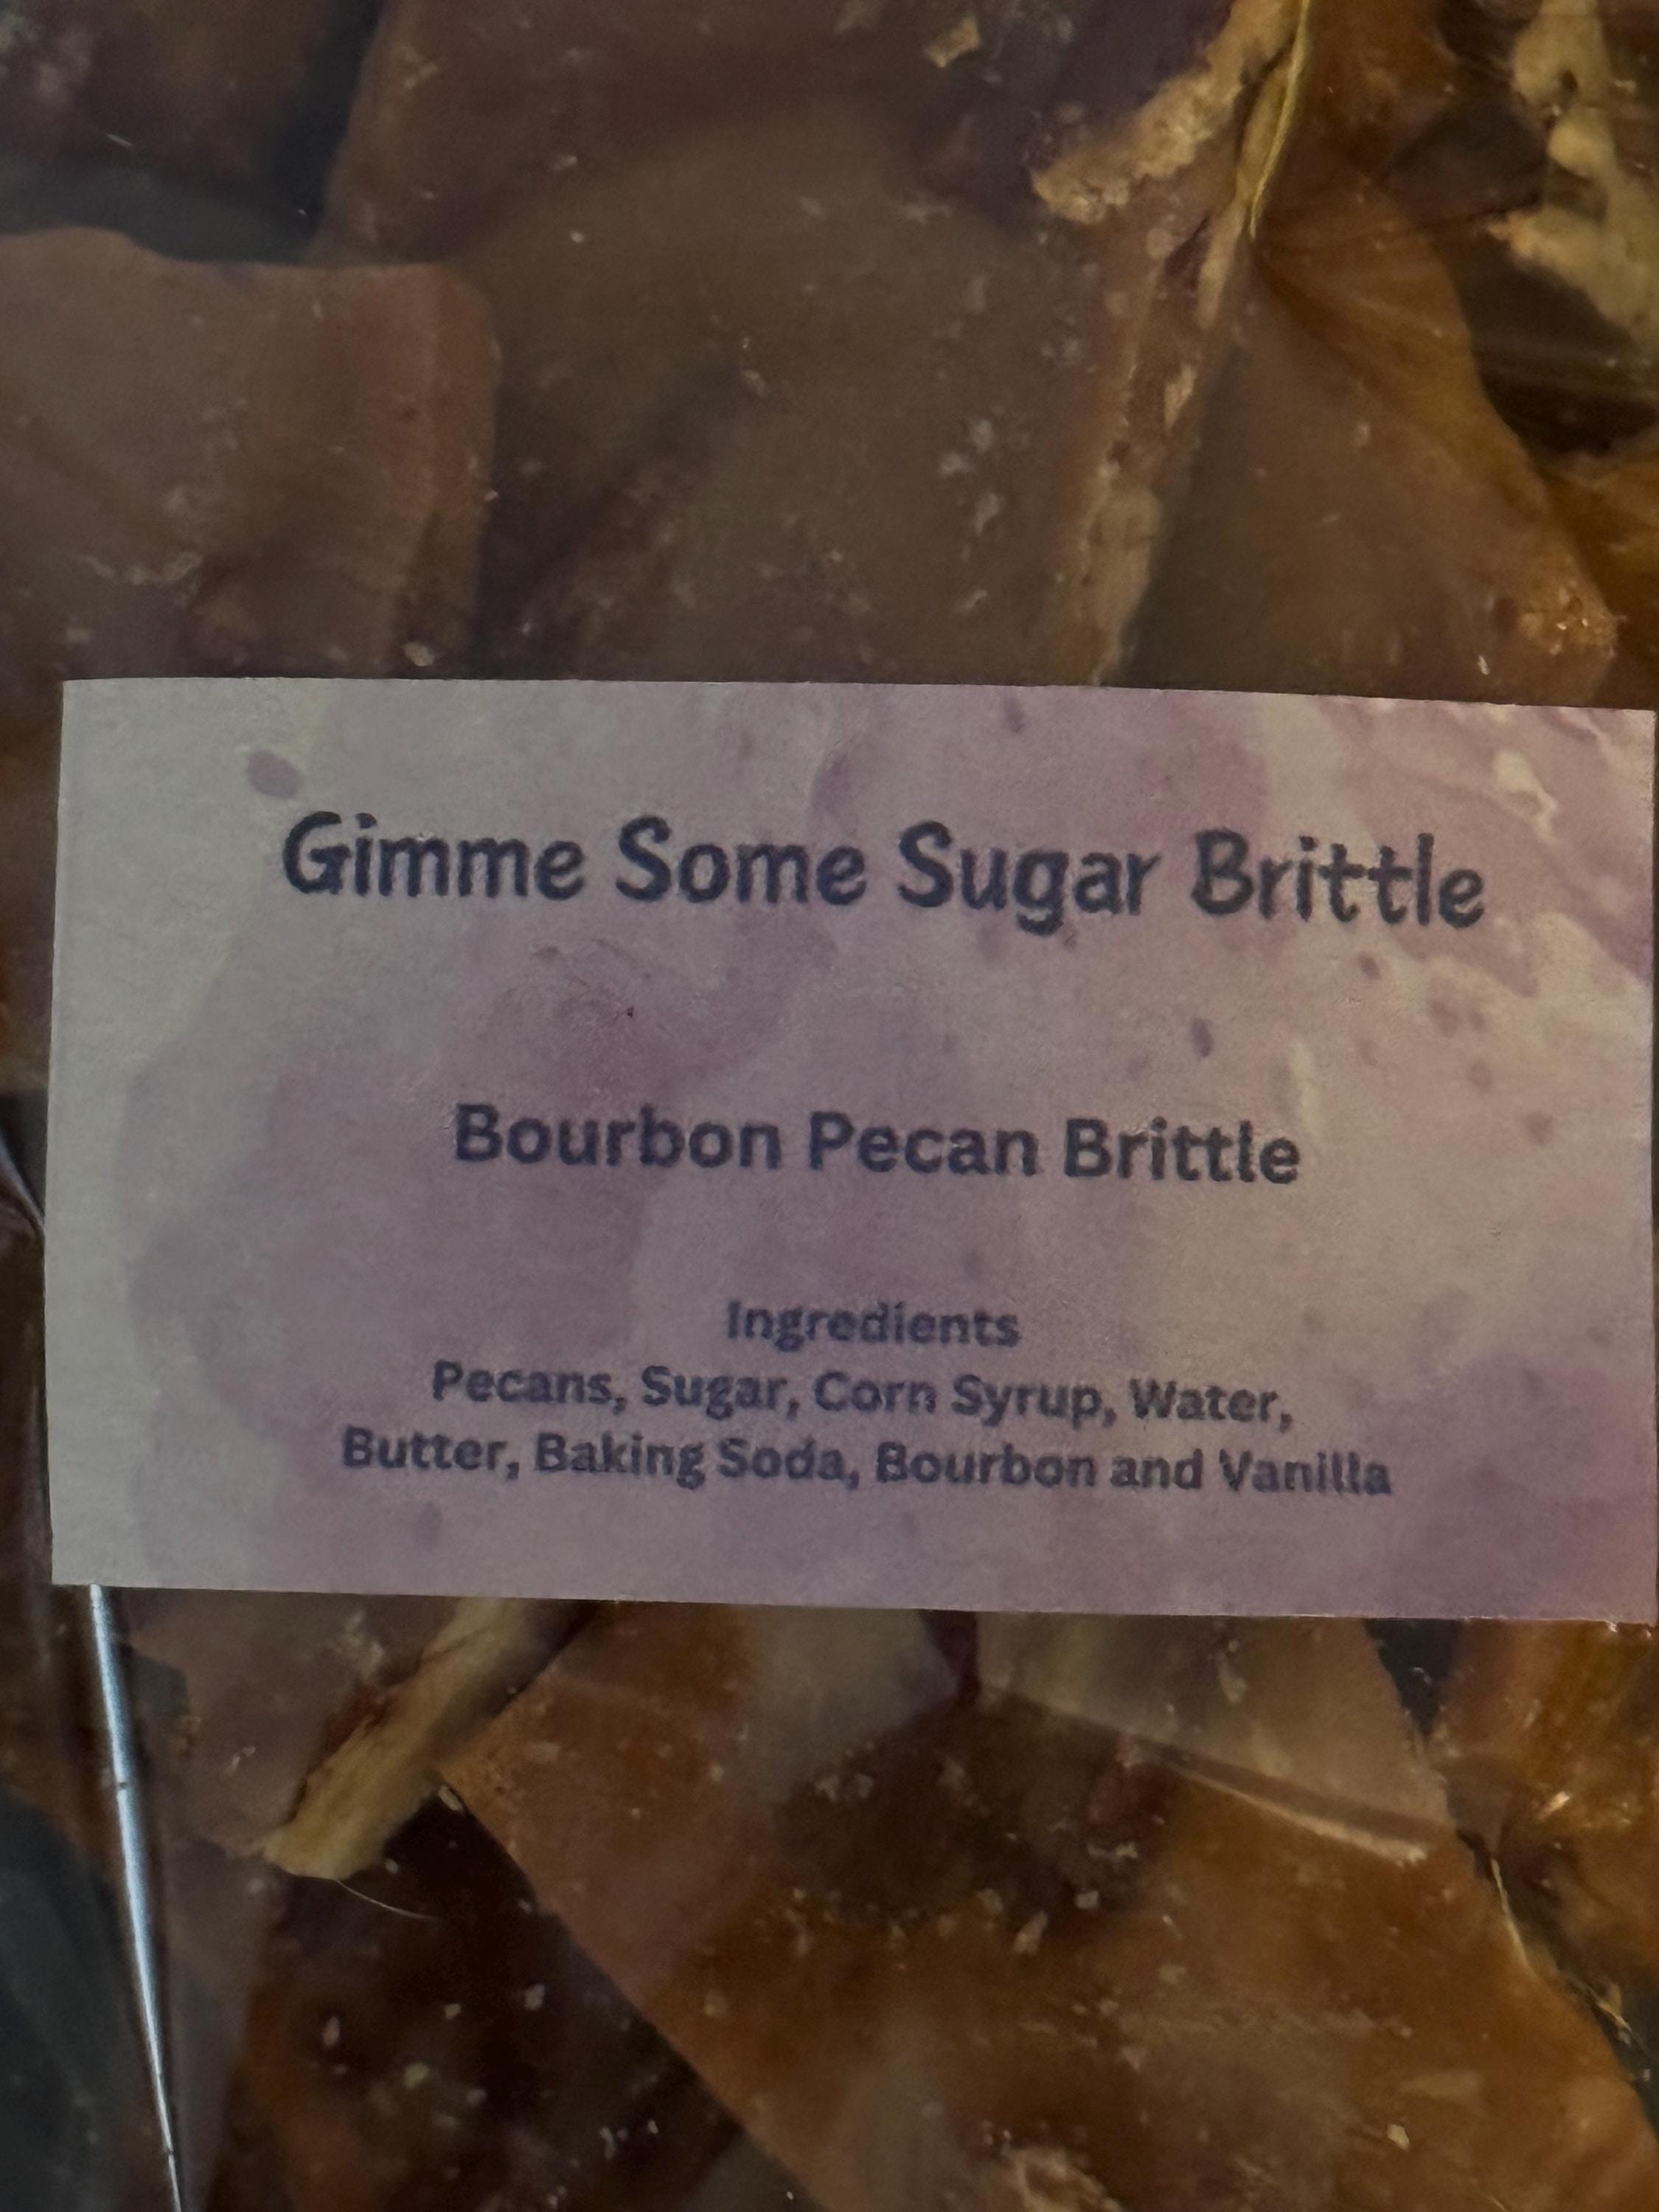 Gimme Some Sugar Brittle
Bourbon Pecan Brittle
Ingredients
Pecans, Sugar, Corn Syrup, Water,
Butter, Baking Soda, Bourbon and Vanilla